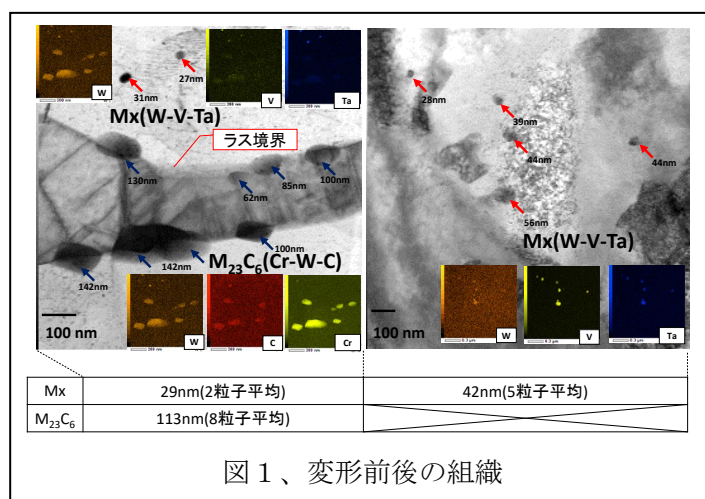 W
27nm
31nm
V
Ta
Mx(W-V-Ta)
ラス境界
130nm
62nm
85nm
100nm
142nm
142nm
100nm
M23C6(Cr-W-C)
100 nm
W
C
Cr
28nm
39nm
44nm
44nm
56nm
Mx(W-V-Ta)
100 nm
W
V
Ta
Mx 29nm(2粒子平均) 42nm(5粒子平均)
M23C6 113nm(8粒子平均)
図1、変形前後の組織